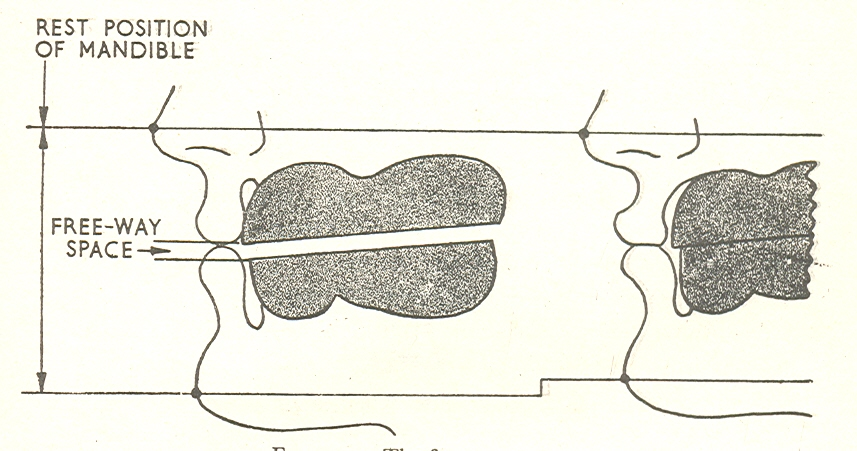 REST POSITION
OF MANDIBLE
FREE-WAY
SPACE